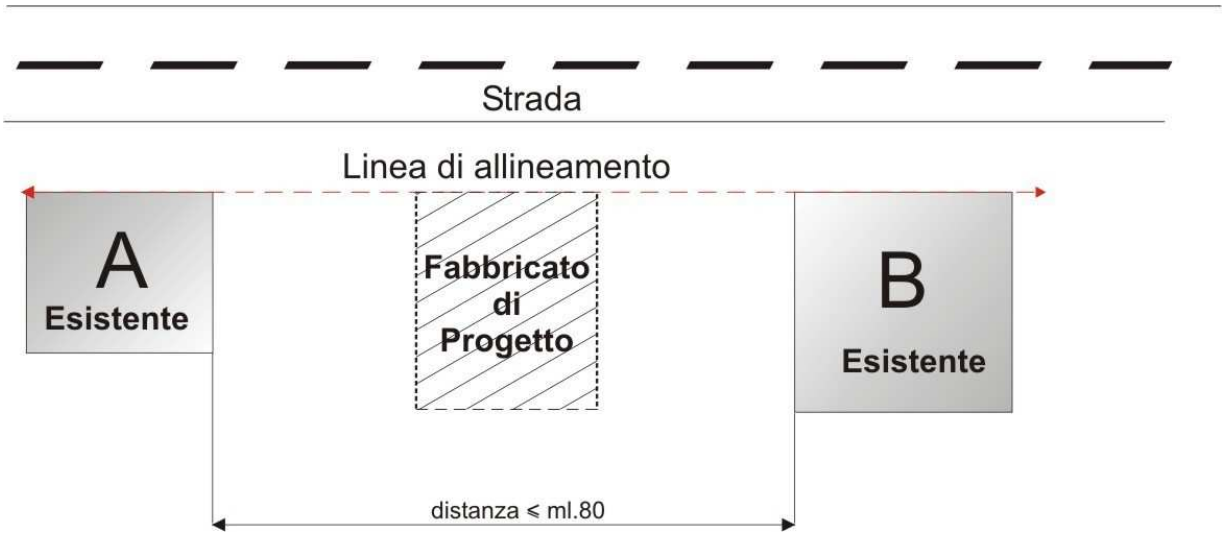 Strada
Linea di allineamento
A
Esistente
Fabbricato
di
Progetto
B
Esistente
distanza ⩽ ml.80